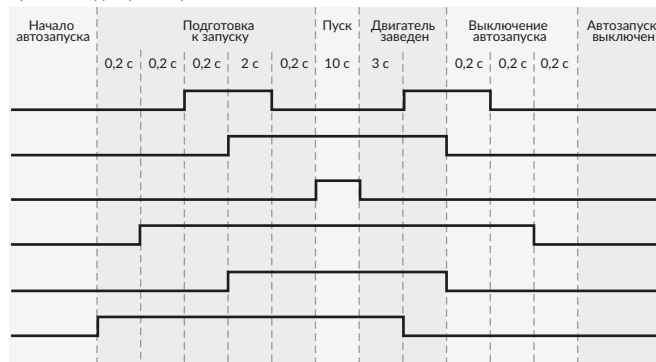 Начало
автозапуска
Подготовка
к запуску
Пуск
Двигатель
заведен
Выключение
автозапуска
Автозапуск
выключен
0,2 с 0,2 с 0,2 с 2 с 0,2 с 10 с 3 с 0,2 с 0,2 с 0,2 с